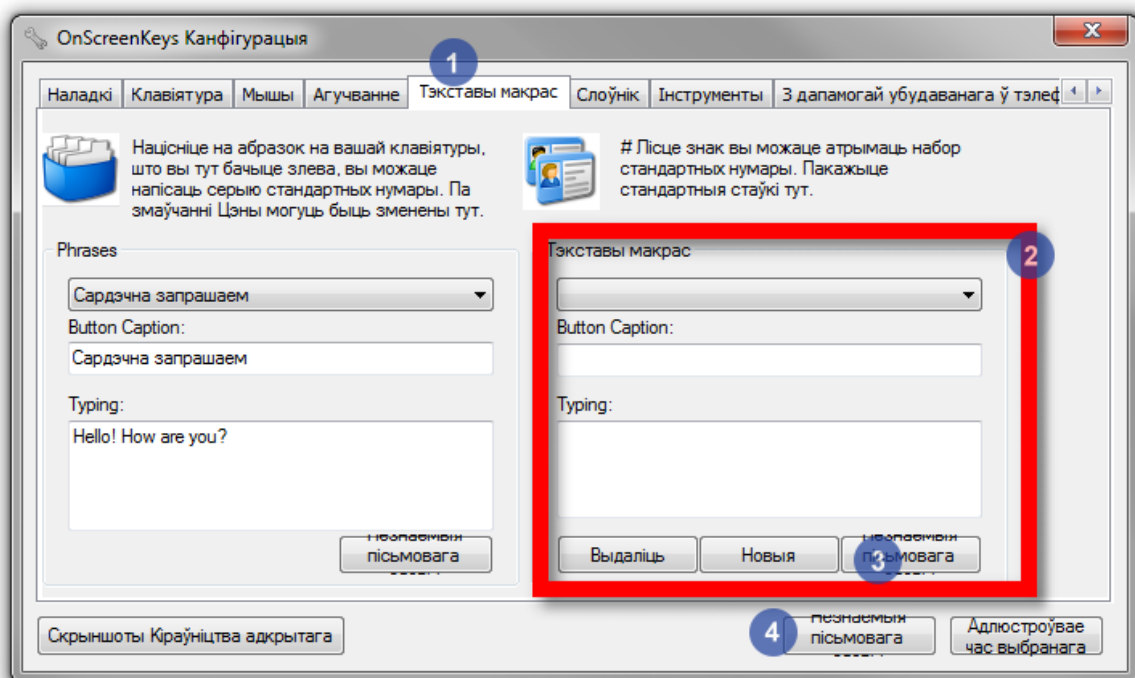 OnScreenKeys Канфігурацыя
1
Наладкі Клавіятура Мышы Агучванне Тэкставы макрас Слоўнік Інструменты З дапамогай убудаванага ў
Націсніце на абразок на вашай клавіятуры,
што вы тут бачыце злева, вы можаце
напісаць серыю стандартных нумары. Па
змаўчанні Цэны могуць быць зменены тут.
# Лісце знак вы можаце атрымаць набор
стандартных нумары. Пакажыце
стандартныя стаўкі тут.
Phrases
Сардэчна запрашаем
Button Caption:
Сардэчна запрашаем
Typing:
Hello! How are you?
пісьмовага
Тэкставы макрас
2
Button Caption:
Typing:
Выдаліць Новыя
3
4
Скрыншоты Кіраўніцтва адкрытага
Незнаемыя
пісьмовага
Адлюстроўвае
час выбранага